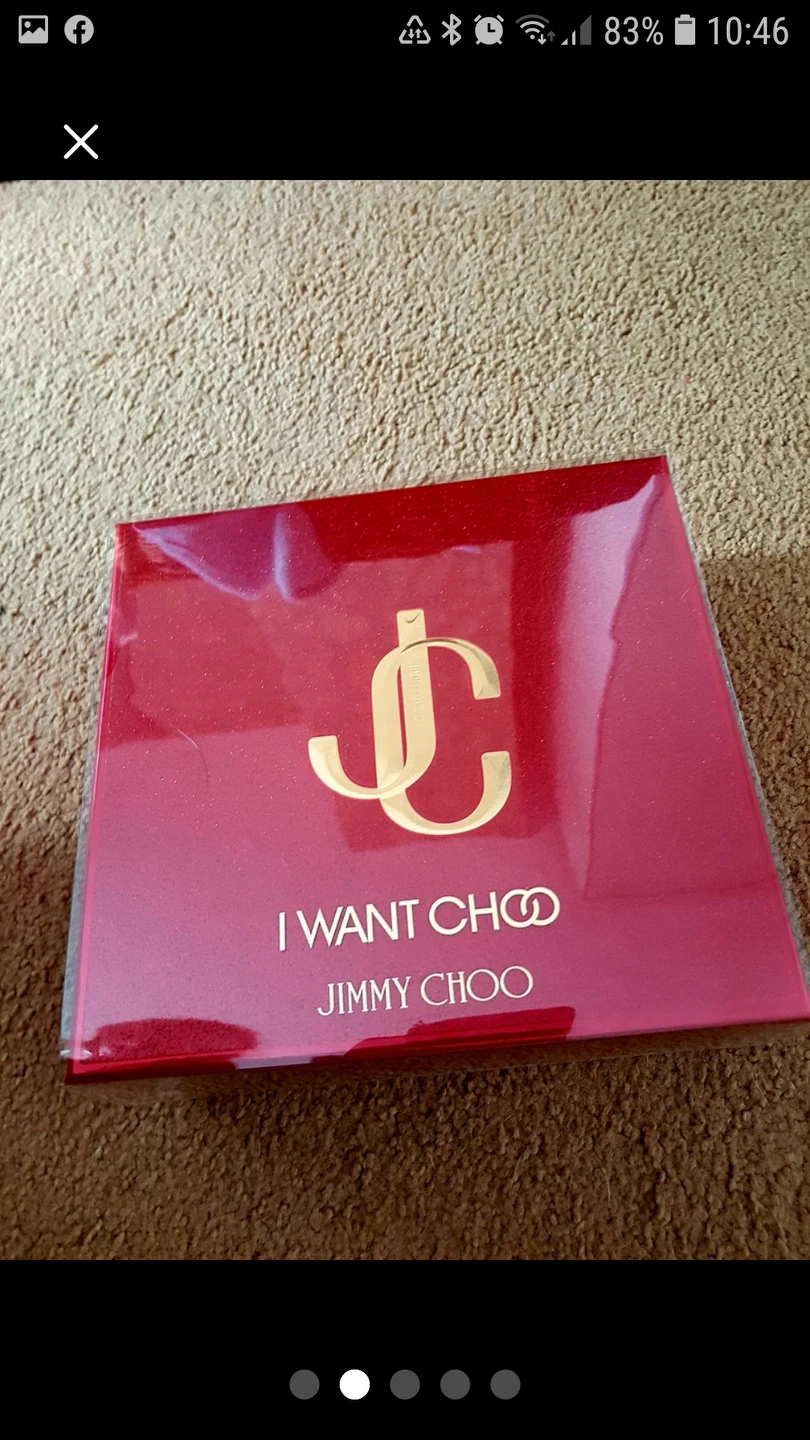 83% 10:46
JC
I WANT CHOO
JIMMY CHOO